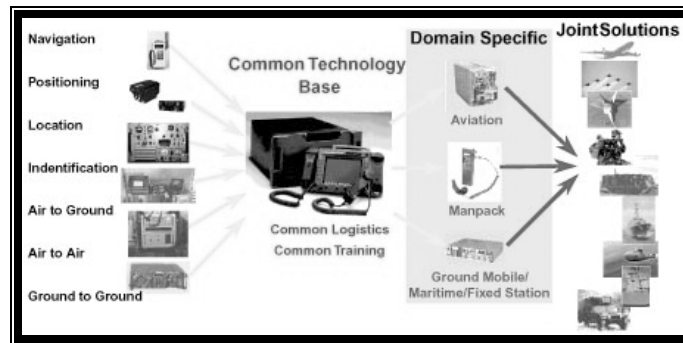 Navigation
Positioning
Location
Indentification
Air to Ground
Air to Air
Ground to Ground
Common Technology
Base
Common Logistics
Common Training
Domain Specific
Aviation
Manpack
Ground Mobile/
Maritime/Fixed Station
JointSolutions